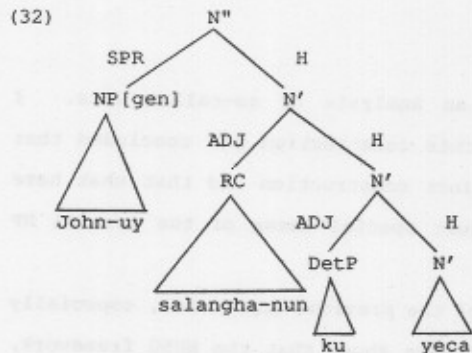 (32) N"
SPR H
NP[gen] N'
ADJ H
RC N'
John-uy ADJ H
DetP N'
salangha-nun
ku yeca